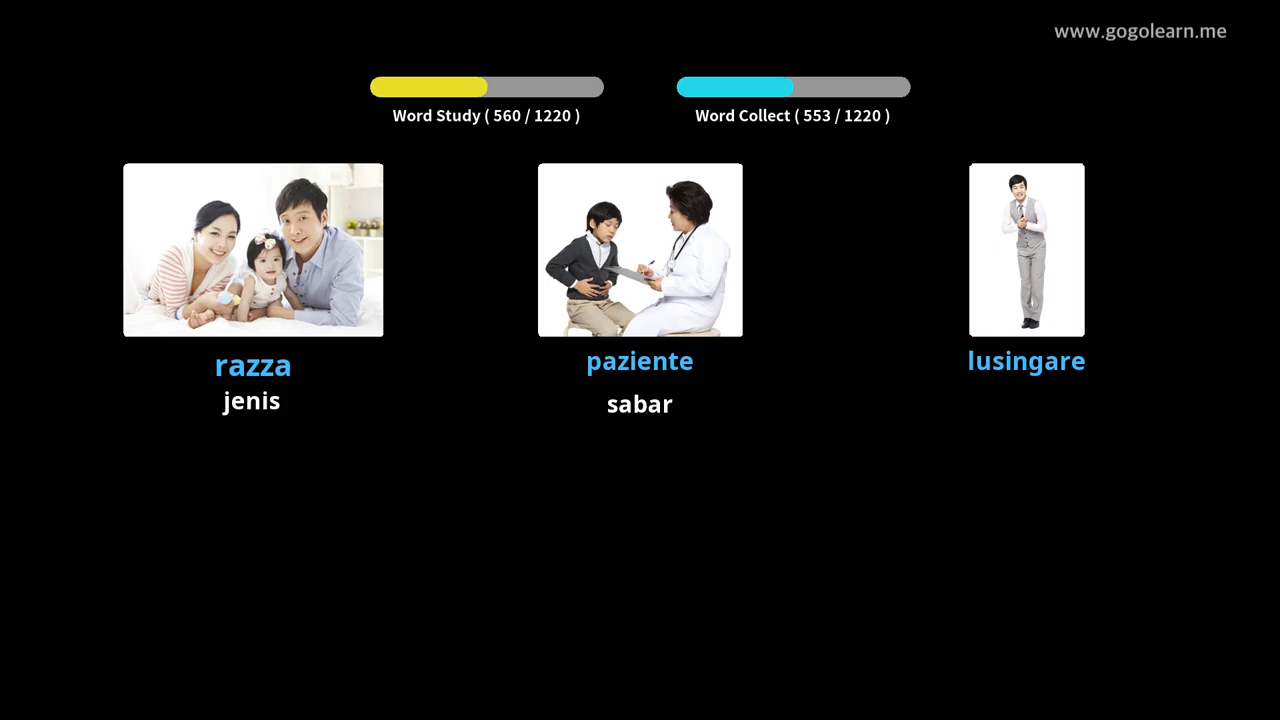 www.gogolearn.me
Word Study ( 560 / 1220 )
Word Collect ( 553 / 1220 )
razza
jenis
paziente
sabar
lusingare